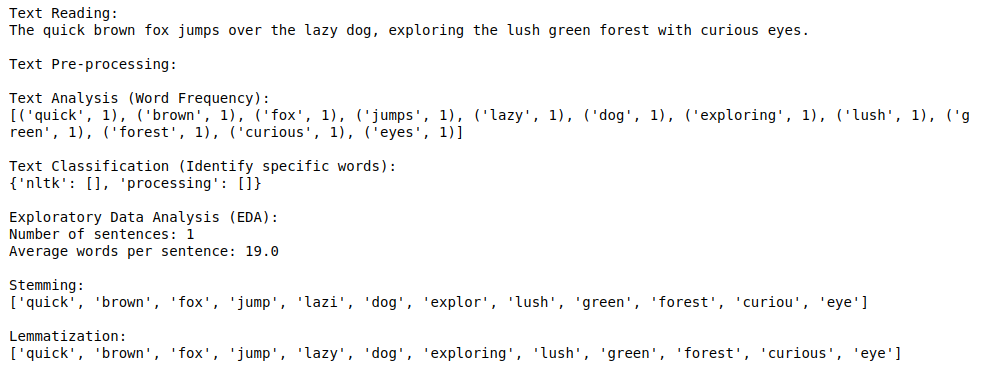 Text Reading:
The quick brown fox jumps over the lazy dog, exploring the lush green forest with curious eyes.
Text Pre-processing:
Text Analysis (Word Frequency):
[('quick', 1), ('brown', 1), ('fox', 1), ('jumps', 1), ('lazy', 1), ('dog', 1), ('exploring', 1), ('lush', 1), ('g
reen', 1), ('forest', 1), ('curious', 1), ('eyes', 1)]
Text Classification (Identify specific words):
{'nltk': [], 'processing': []}
Exploratory Data Analysis (EDA):
Number of sentences: 1
Average words per sentence: 19.0
Stemming:
['quick', 'brown', 'fox', 'jump', 'lazi', 'dog', 'explor', 'lush', 'green', 'forest', 'curiou', 'eye']
Lemmatization:
['quick', 'brown', 'fox', 'jump', 'lazy', 'dog', 'exploring', 'lush', 'green', 'forest', 'curious', 'eye']